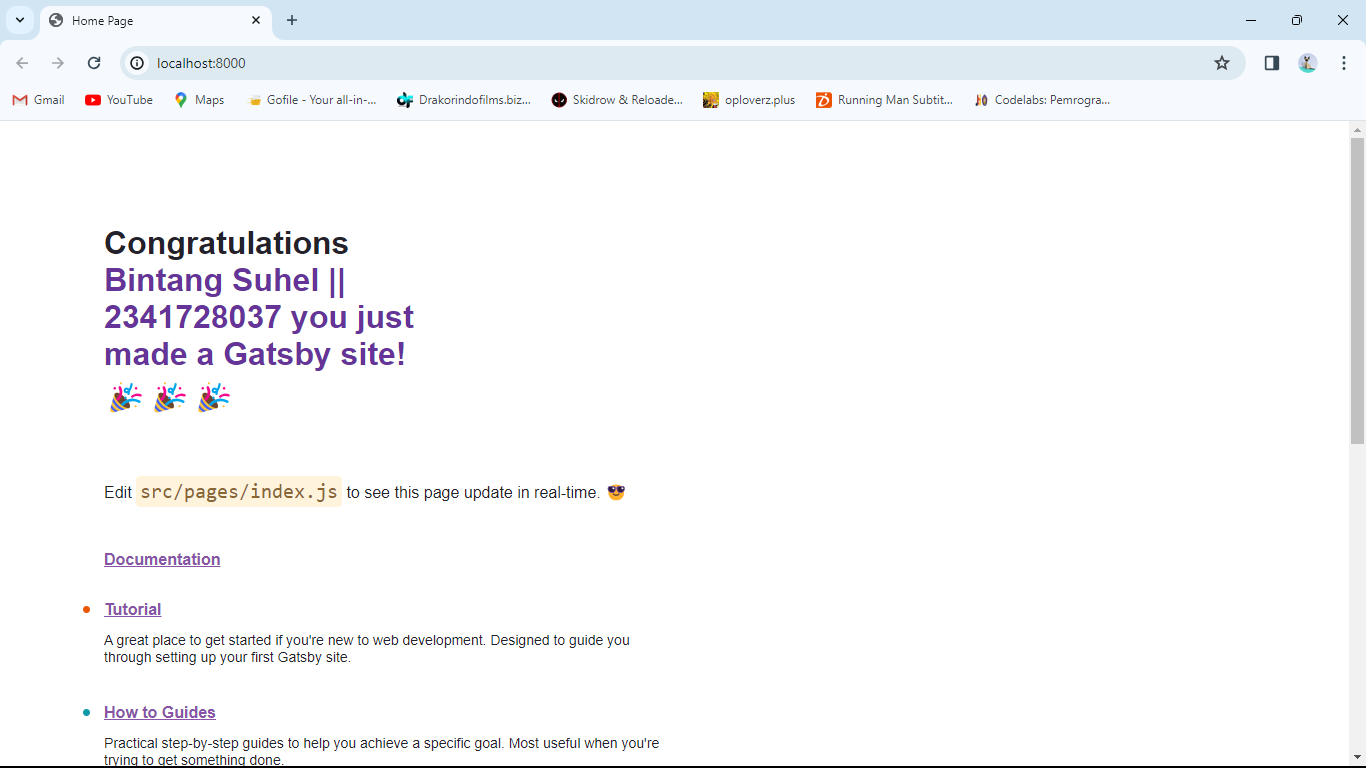 Home Page
localhost:8000
Gmail
YouTube
Maps
Gofile - Your all-in-...
Drakorindofilms.biz...
Skidrow & Reloade...
oploverz.plus
Running Man Subtit...
Codelabs: Pemrogra...
Congratulations
Bintang Suhel ||
2341728037 you just
made a Gatsby site!
🎉🎉🎉
Edit src/pages/index.js to see this page update in real-time. 😎
Documentation
Tutorial
A great place to get started if you're new to web development. Designed to guide you
through setting up your first Gatsby site.
How to Guides
Practical step-by-step guides to help you achieve a specific goal. Most useful when you're
trying to get something done.